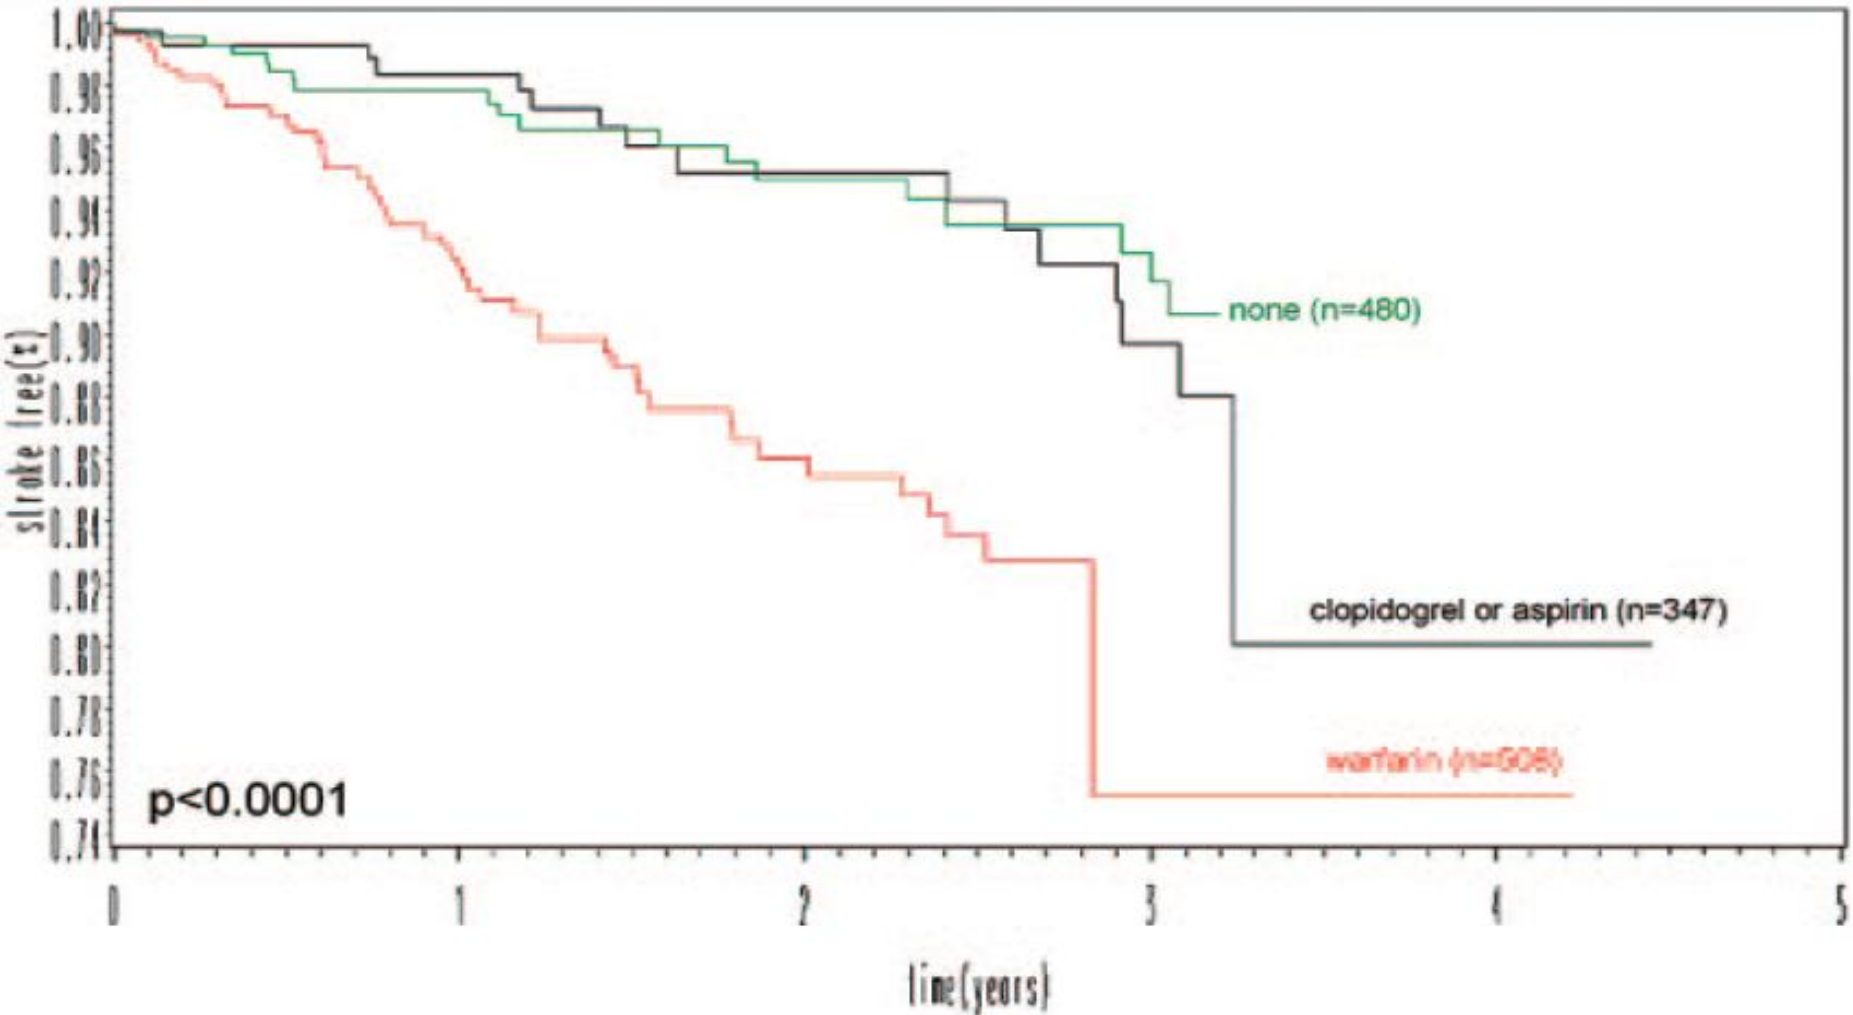 1.00
0.98
0.96
0.94
0.92
0.90
0.88
0.86
0.84
0.82
0.80
0.78
0.76
0.74
stroke free(%)
none (n=480)
clopidogrel or aspirin (n=347)
warfarin
p<0.0001
0 1 2 3 4 5
time(years)